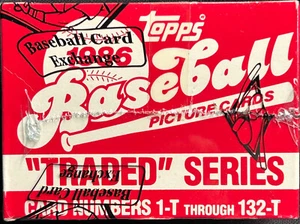 topps
Baseball Card
Exchange
1986
Baseball
PICTURE CARDS
"TRADED" SERIES
Baseball Card
Exchange
CARD NUMBERS 1-T THROUGH 132-T